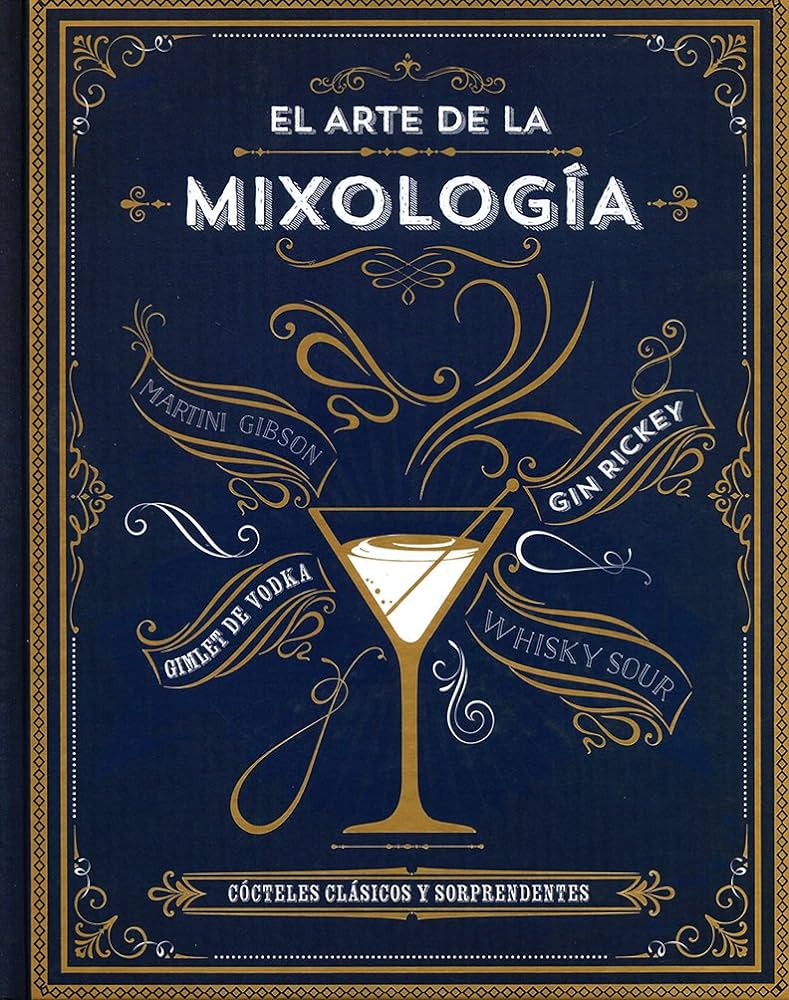 EL ARTE DE LA
MIXOLOGÍA
MARTINI GIBSON
GIN RICKEY
GIMLET DE VODKA
WHISKY SOUR
CÓCTELES CLÁSICOS Y SORPRENDENTES